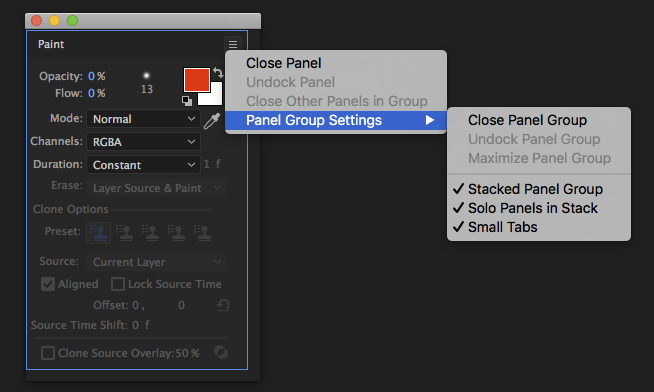 Paint
Opacity: 0 %
Flow: 0 %
13
Mode: Normal
Channels: RGBA
Duration: Constant 1 f
Erase: Layer Source & Paint
Clone Options
Preset:
Source: Current Layer
Aligned Lock Source Time
Offset: 0 , 0
Source Time Shift: 0 f
Clone Source Overlay: 50 %
Close Panel
Undock Panel
Close Other Panels in Group
Panel Group Settings
Close Panel Group
Undock Panel Group
Maximize Panel Group
Stacked Panel Group
Solo Panels in Stack
Small Tabs